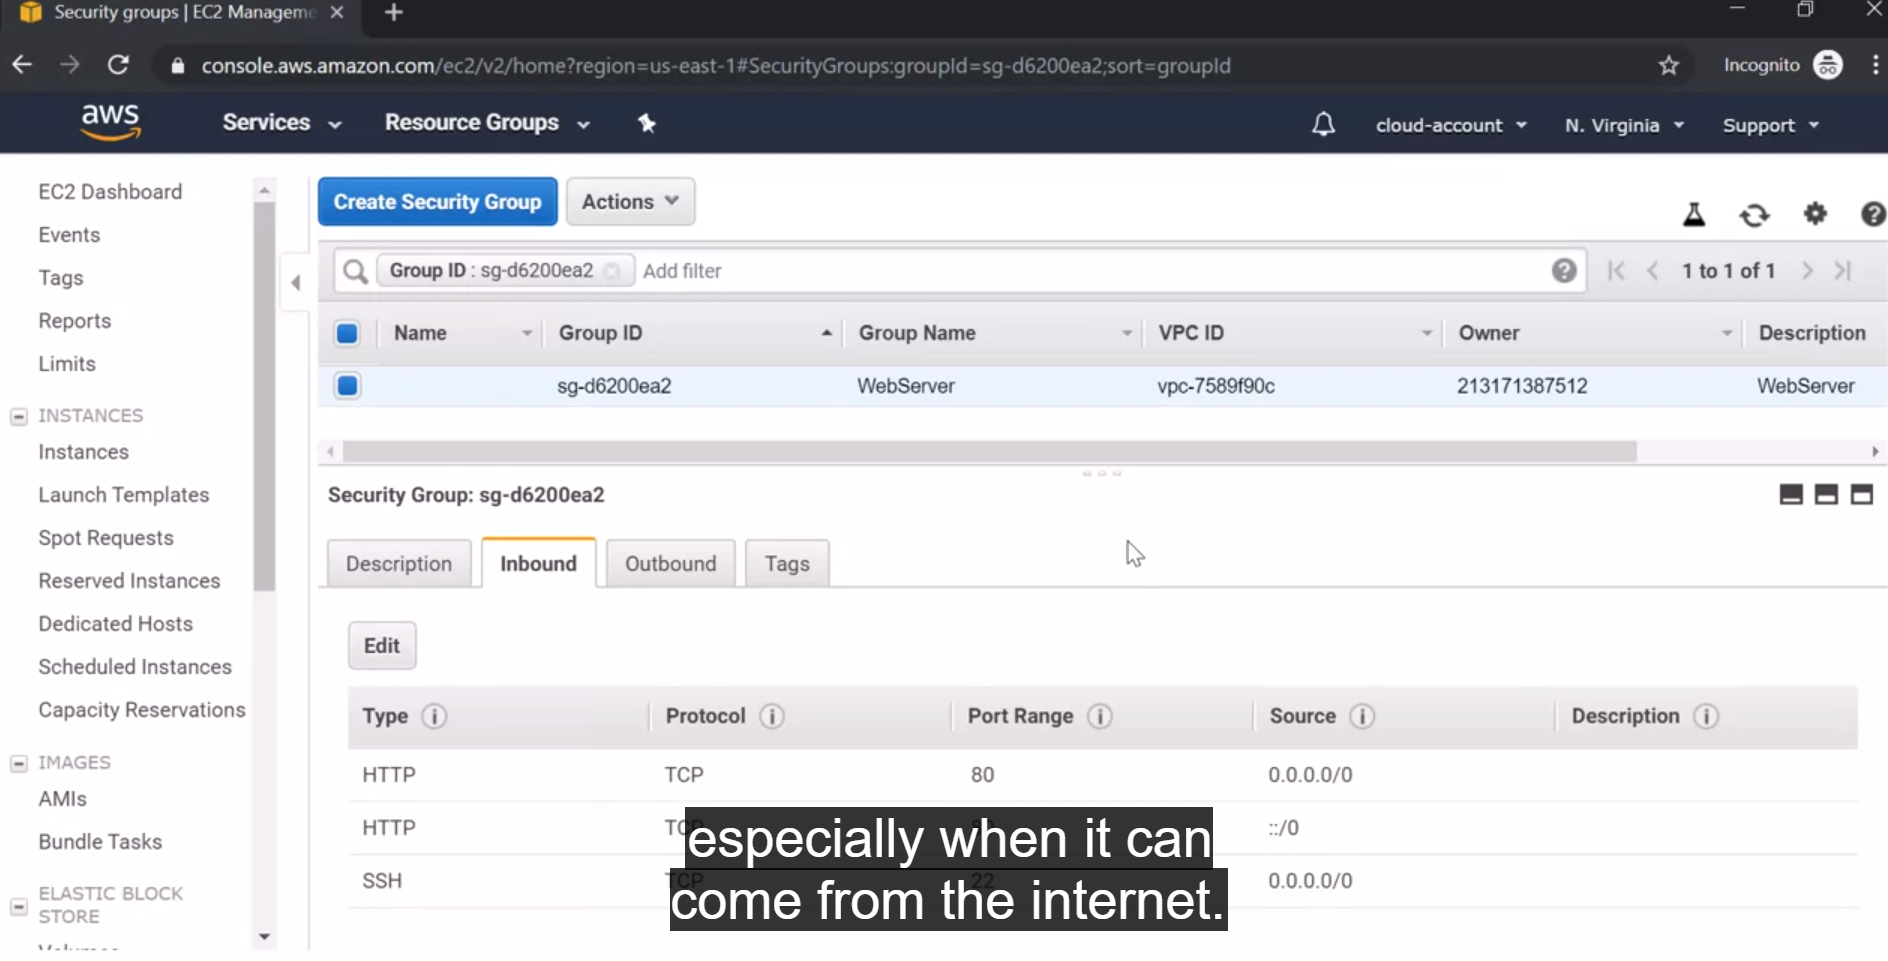 Security groups | EC2 Manageme
console.aws.amazon.com/ec2/v2/home?region=us-east-1#SecurityGroups:groupId=sg-d6200ea2;sort=groupId
Incognito
aws
Services
Resource Groups
cloud-account
N. Virginia
Support
EC2 Dashboard
Events
Tags
Reports
Limits
INSTANCES
Instances
Launch Templates
Spot Requests
Reserved Instances
Dedicated Hosts
Scheduled Instances
Capacity Reservations
IMAGES
AMIs
Bundle Tasks
ELASTIC BLOCK
STORE
Create Security Group
Actions
Group ID : sg-d6200ea2
Add filter
1 to 1 of 1
Name Group ID Group Name VPC ID Owner Description
sg-d6200ea2 WebServer vpc-7589f90c 213171387512 WebServer
Security Group: sg-d6200ea2
Description Inbound Outbound Tags
Edit
Type Protocol Port Range Source Description
HTTP TCP 80 0.0.0.0/0
HTTP ::/0
SSH TCP 22 0.0.0.0/0
especially when it can
come from the internet.